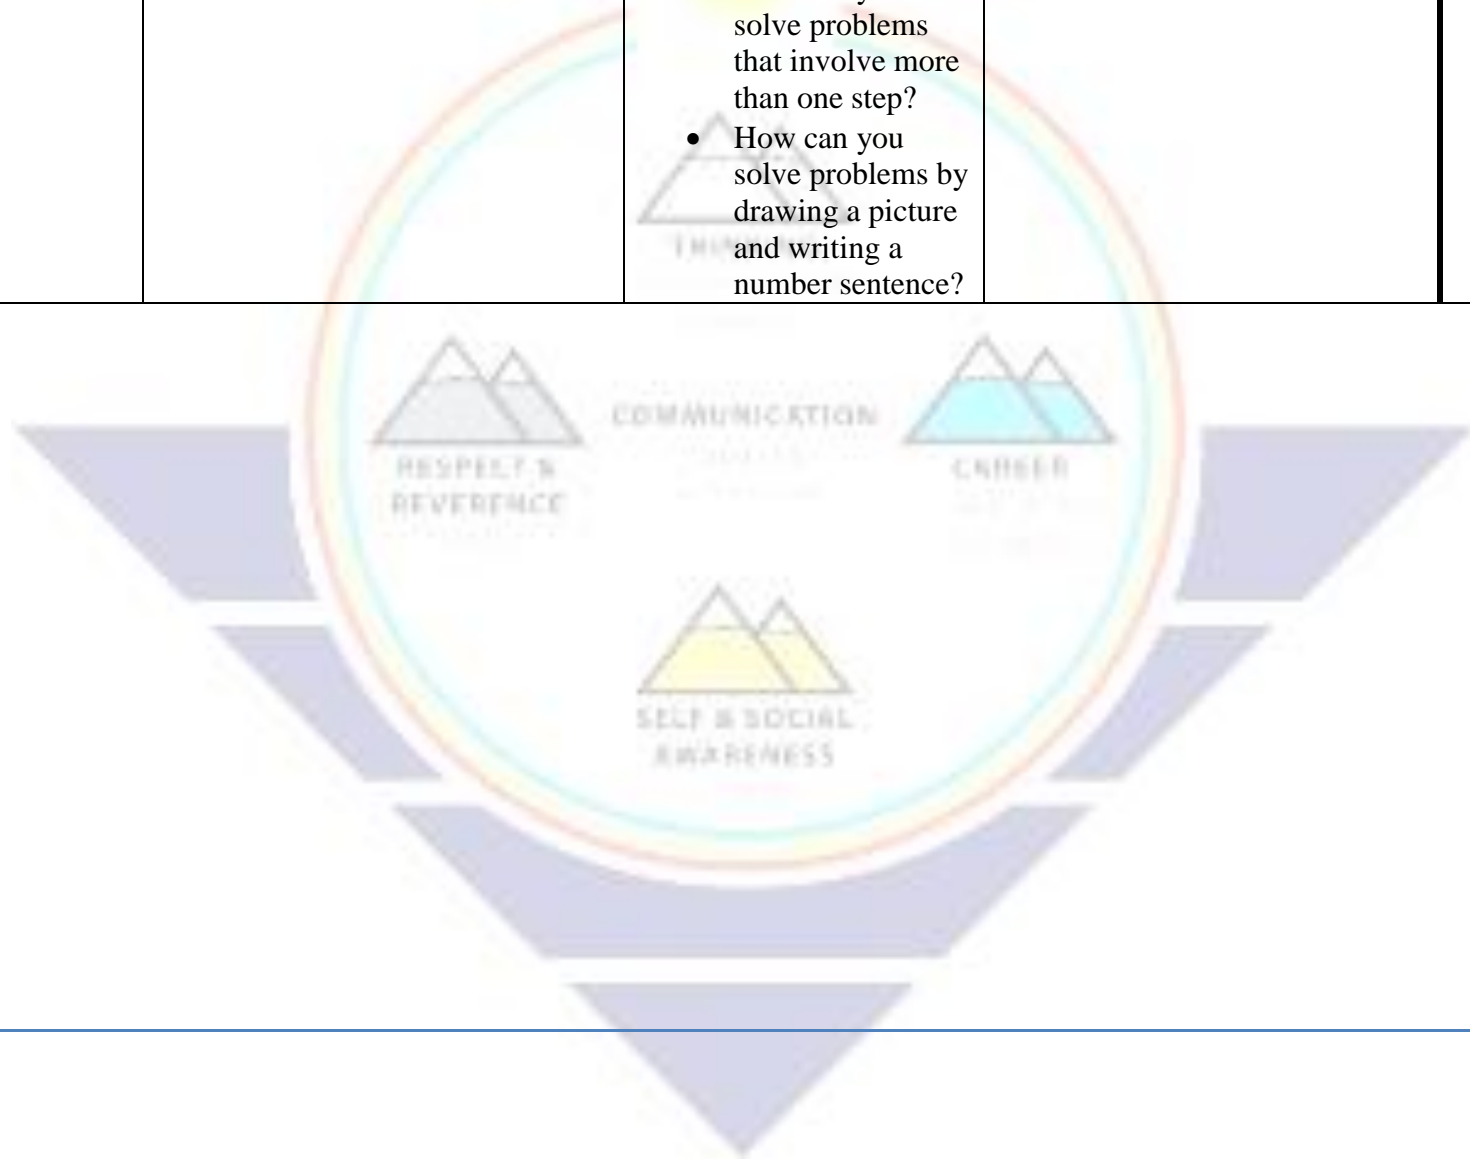 solve problems
that involve more
than one step?
• How can you
solve problems by
drawing a picture
and writing a
number sentence?
COMMUNICATION
RESPECT &
REVERENCE
CAREER
SELF & SOCIAL
AWARENESS